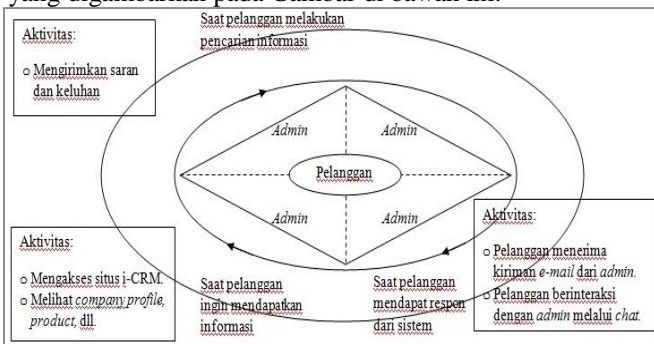 yang digambarkan pada Gambar di bawah ini.
Aktivitas:
o Mengirimkan saran
dan keluhan
Saat pelanggan melakukan
pencarian informasi
Admin
Admin
Pelanggan
Admin
Admin
Aktivitas:
o Mengakses situs i-CRM.
o Melihat company profile,
product, dll.
Saat pelanggan
ingin mendapatkan
informasi
Saat pelanggan
mendapat respon
dari sistem
Aktivitas:
o Pelanggan menerima
kiriman e-mail dari admin.
o Pelanggan berinteraksi
dengan admin melalui chat.